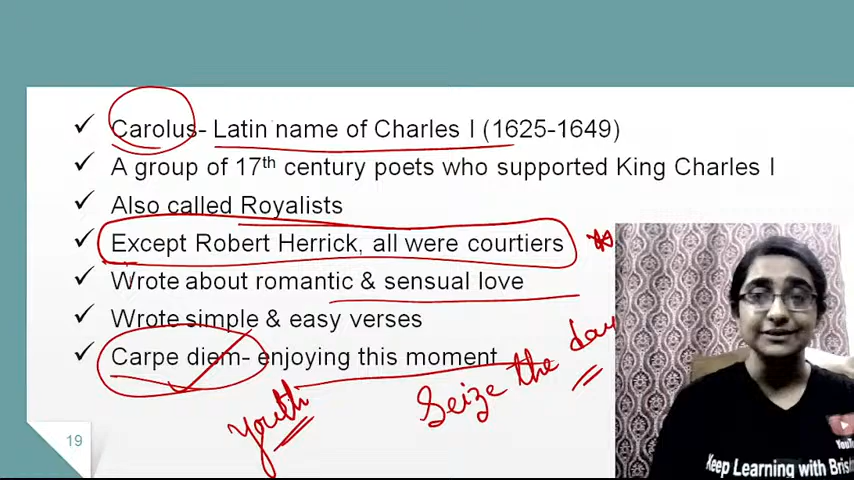 Carolus- Latin name of Charles I (1625-1649)
A group of 17th century poets who supported King Charles I
Also called Royalists
Except Robert Herrick, all were courtiers
Wrote about romantic & sensual love
Wrote simple & easy verses
Carpe diem- enjoying this moment
Seize the day
Youth
19
Keep Learning with